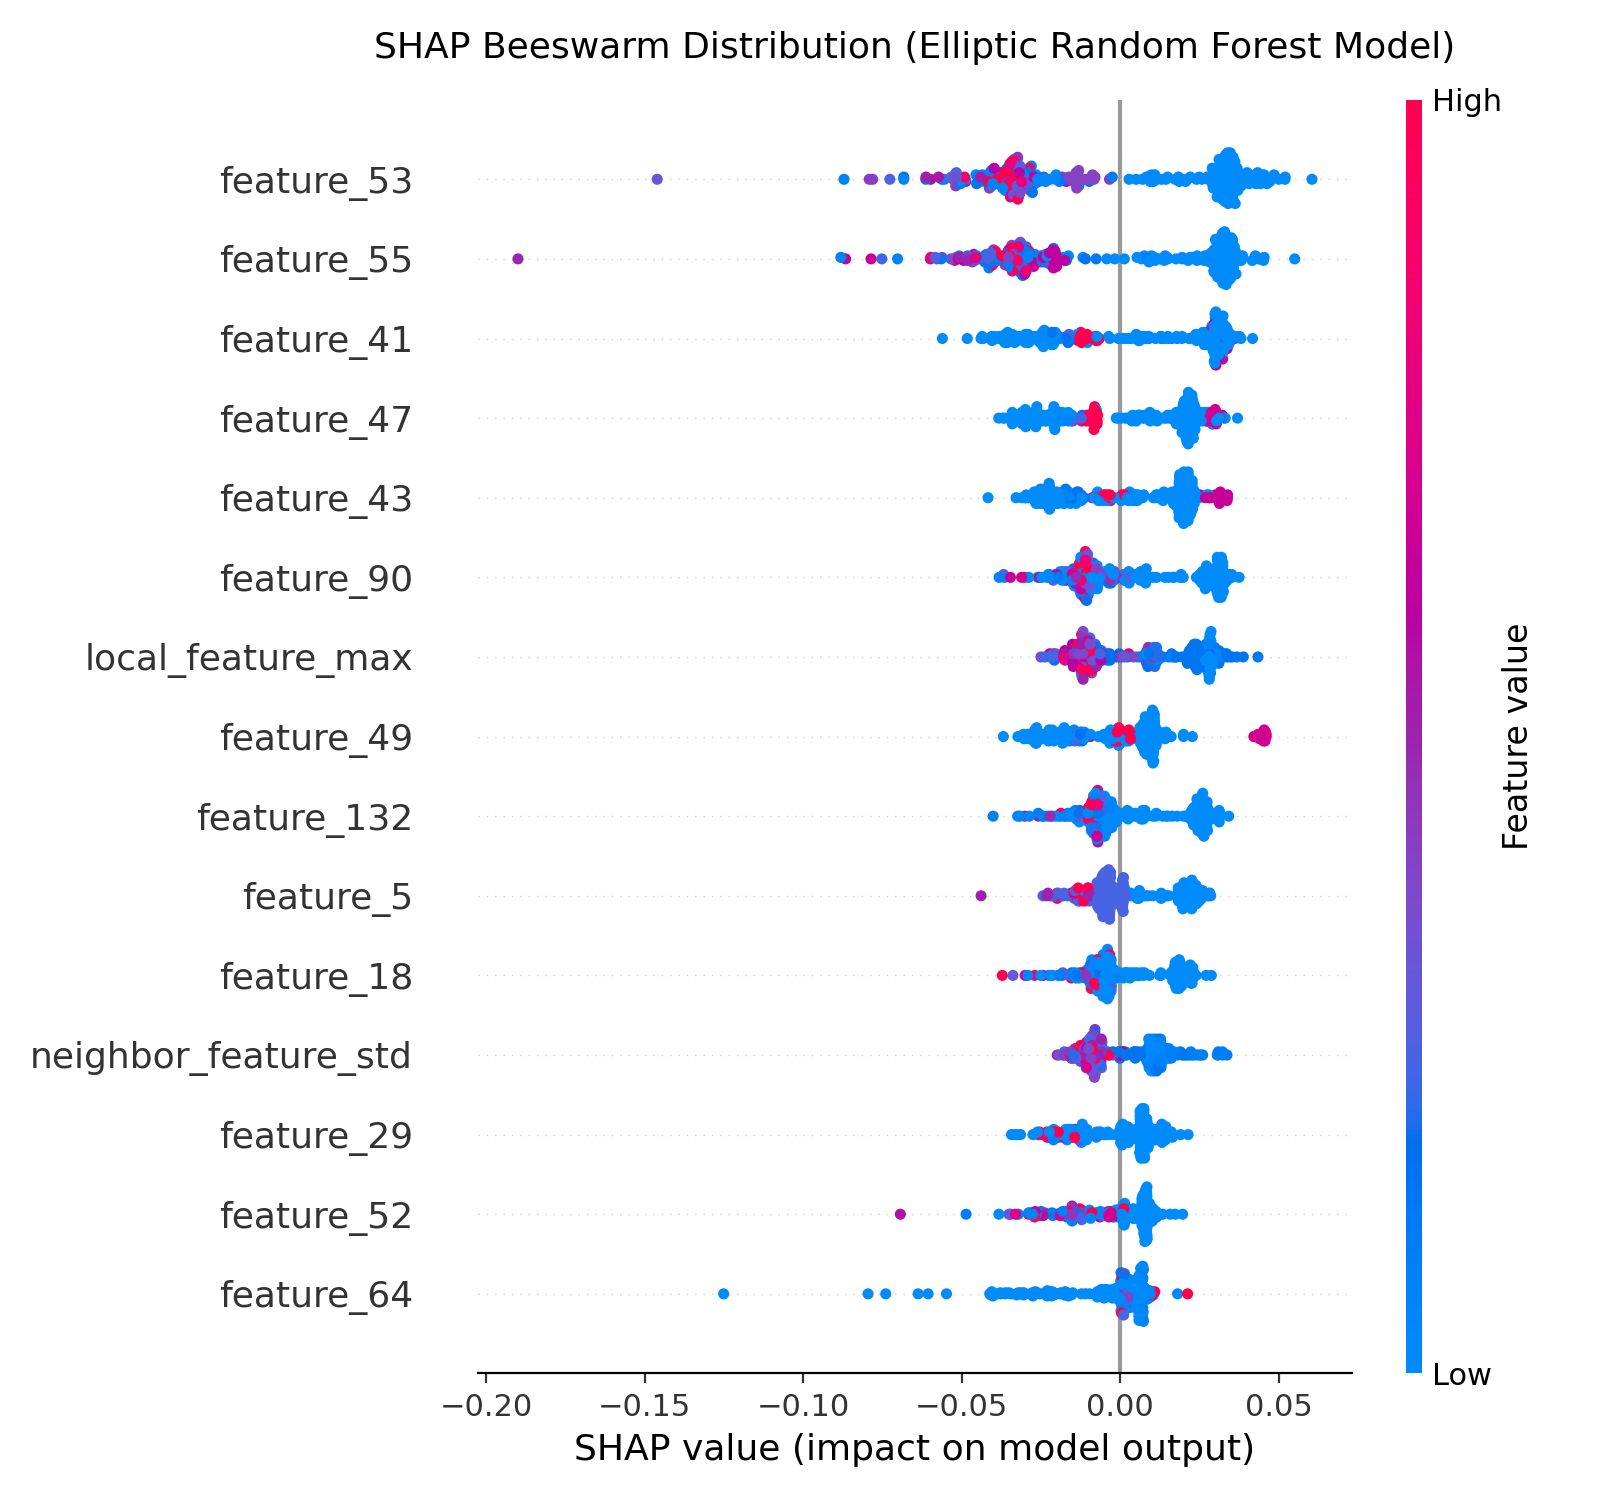 SHAP Beeswarm Distribution (Elliptic Random Forest Model)
High
feature_53
feature_55
feature_41
feature_47
feature_43
feature_90
local_feature_max
feature_49
feature_132
feature_5
feature_18
neighbor_feature_std
feature_29
feature_52
feature_64
Feature value
Low
−0.20 −0.15 −0.10 −0.05 0.00 0.05
SHAP value (impact on model output)